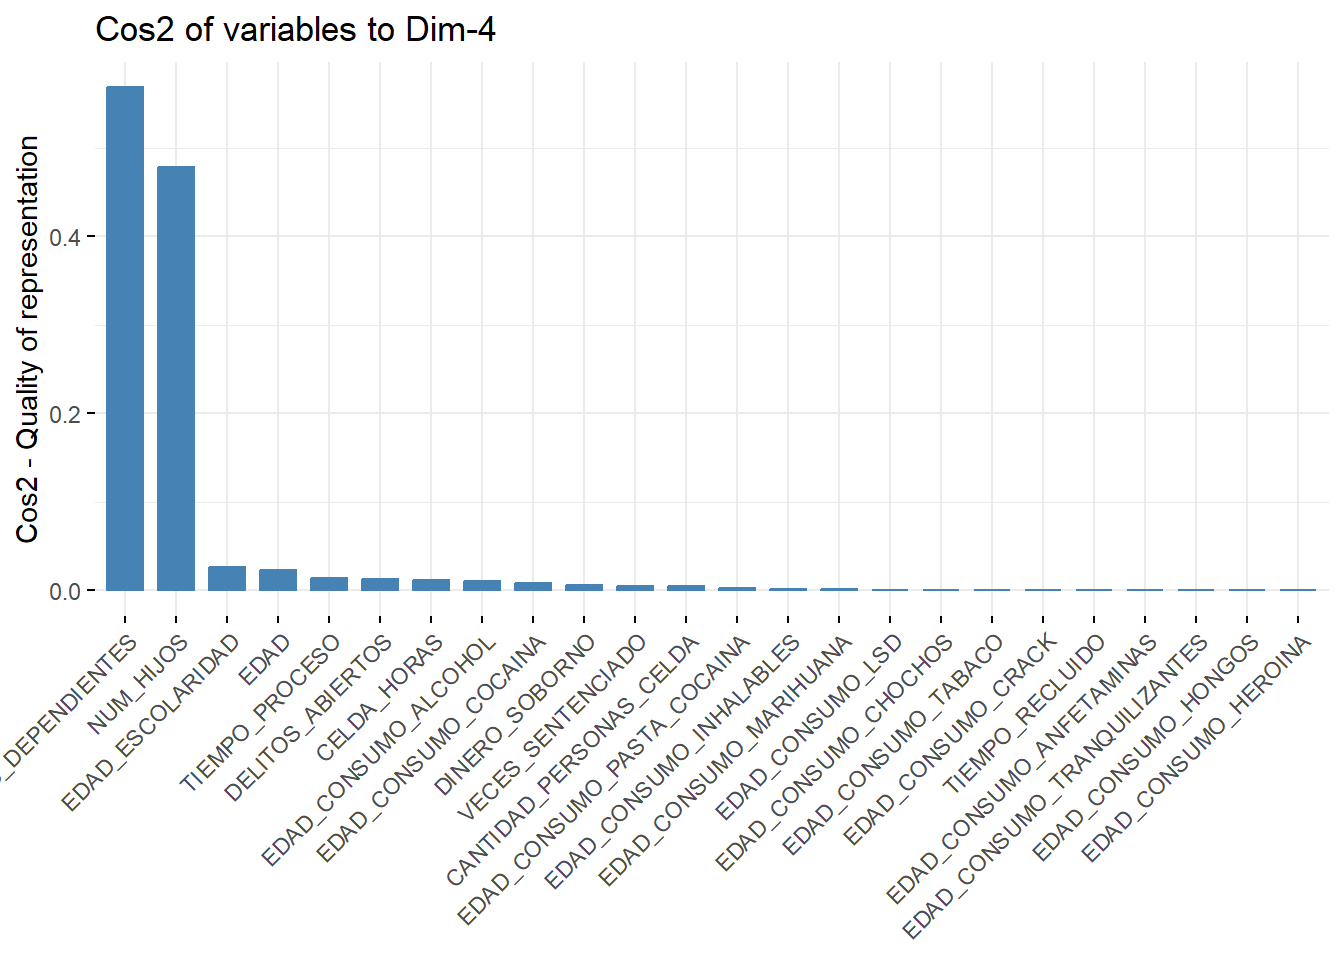 Cos2 of variables to Dim-4
Cos2 - Quality of representation
0.4
0.2
0.0
_DEPENDIENTES
NUM_HIJOS
EDAD_ESCOLARIDAD
EDAD
TIEMPO_PROCESO
DELITOS_ABIERTOS
CELDA_HORAS
EDAD_CONSUMO_ALCOHOL
EDAD_CONSUMO_COCAINA
DINERO_SOBORNO
VECES_SENTENCIADO
CANTIDAD_PERSONAS_CELDA
EDAD_CONSUMO_PASTA_COCAINA
EDAD_CONSUMO_INHALABLES
EDAD_CONSUMO_MARIHUANA
EDAD_CONSUMO_LSD
EDAD_CONSUMO_CHOCHOS
EDAD_CONSUMO_TABACO
EDAD_CONSUMO_CRACK
TIEMPO_RECLUIDO
EDAD_CONSUMO_ANFETAMINAS
EDAD_CONSUMO_TRANQUILIZANTES
EDAD_CONSUMO_HONGOS
EDAD_CONSUMO_HEROINA